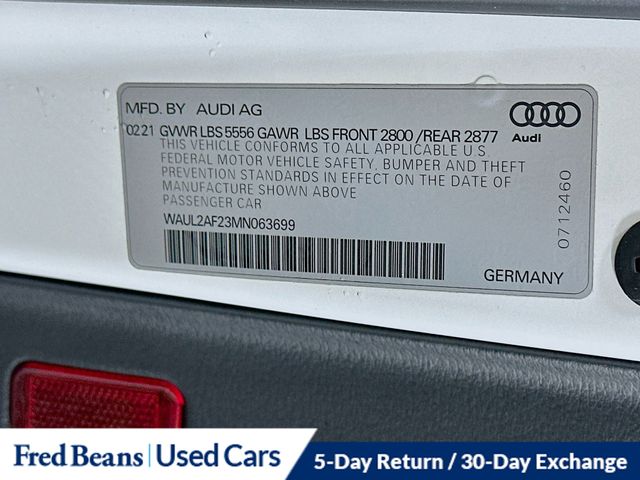 MFD. BY AUDI AG
0221 GVWR LBS 5556 GAWR LBS FRONT 2800 /REAR 2877
THIS VEHICLE CONFORMS TO ALL APPLICABLE U S
FEDERAL MOTOR VEHICLE SAFETY, BUMPER AND THEFT
PREVENTION STANDARDS IN EFFECT ON THE DATE OF
MANUFACTURE SHOWN ABOVE
PASSENGER CAR
WAUL2AF23MN063699
Audi
0712460
GERMANY
Fred Beans | Used Cars
5-Day Return / 30-Day Exchange